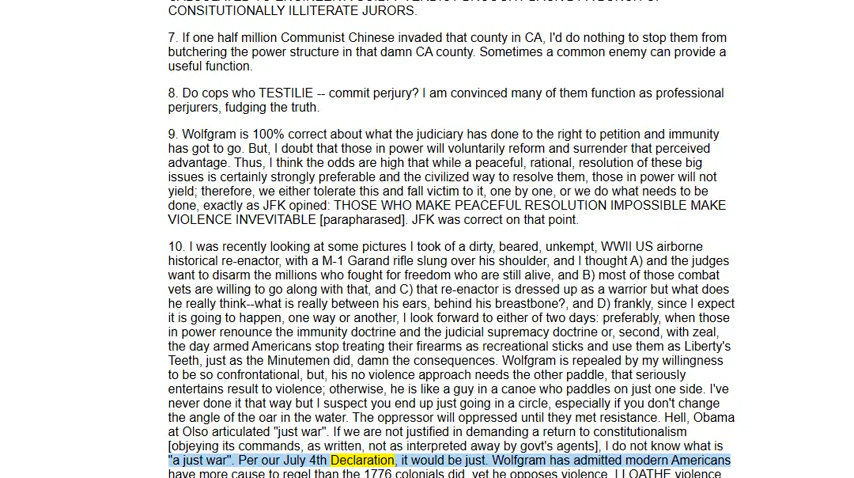 CONSTITUTIONALLY ILLITERATE JURORS.
7. If one half million Communist Chinese invaded that county in CA, I'd do nothing to stop them from
butchering the power structure in that damn CA county. Sometimes a common enemy can provide a
useful function.
8. Do cops who TESTILIE -- commit perjury? I am convinced many of them function as professional
perjurers, fudging the truth.
9. Wolfgram is 100% correct about what the judiciary has done to the right to petition and immunity
has got to go. But, I doubt that those in power will voluntarily reform and surrender that perceived
advantage. Thus, I think the odds are high that while a peaceful, rational, resolution of these big
issues is certainly strongly preferable and the civilized way to resolve them, those in power will not
yield; therefore, we either tolerate this and fall victim to it, one by one, or we do what needs to be
done, exactly as JFK opined: THOSE WHO MAKE PEACEFUL RESOLUTION IMPOSSIBLE MAKE
VIOLENCE INVEVITABLE [parapharased]. JFK was correct on that point.
10. I was recently looking at some pictures I took of a dirty, beared, unkempt, WWII US airborne
historical re-enactor, with a M-1 Garand rifle slung over his shoulder, and I thought A) and the judges
want to disarm the millions who fought for freedom who are still alive, and B) most of those combat
vets are willing to go along with that, and C) that re-enactor is dressed up as a warrior but what does
he really think--what is really between his ears, behind his breastbone?, and D) frankly, since I expect
it is going to happen, one way or another, I look forward to either of two days: preferably, when those
in power renounce the immunity doctrine and the judicial supremacy doctrine or, second, with zeal,
the day armed Americans stop treating their firearms as recreational sticks and use them as Liberty's
Teeth, just as the Minutemen did, damn the consequences. Wolfgram is repealed by my willingness
to be so confrontational, but, his no violence approach needs the other paddle, that seriously
entertains result to violence; otherwise, he is like a guy in a canoe who paddles on just one side. I've
never done it that way but I suspect you end up just going in a circle, especially if you don't change
the angle of the oar in the water. The oppressor will oppressed until they met resistance. Hell, Obama
at Olso articulated "just war". If we are not justified in demanding a return to constitutionalism
[objeying its commands, as written, not as interpreted away by govt's agents], I do not know what is
"a just war". Per our July 4th Declaration, it would be just. Wolfgram has admitted modern Americans
have more cause to regel than the 1776 colonials did, yet he opposes violence. I LOATHE violence